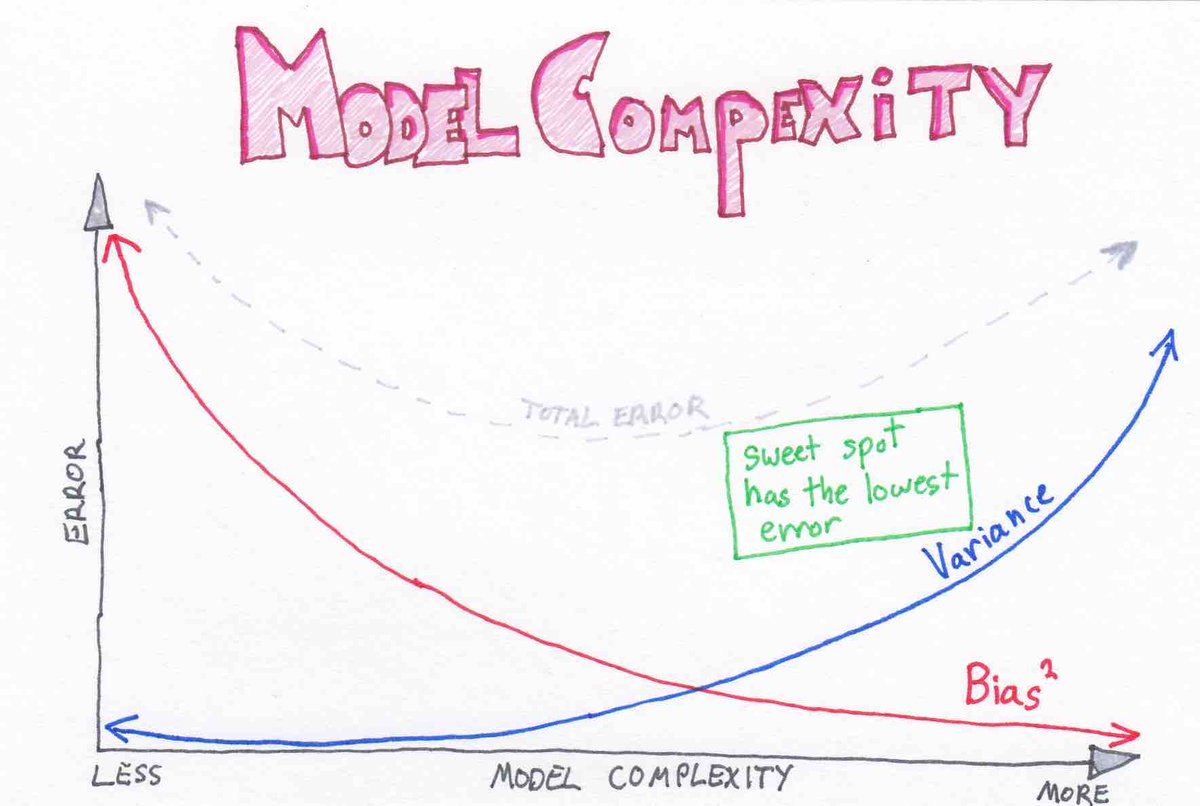 MODEL COMPEXiTY
TOTAL ERROR
sweet spot
has the lowest
error
ERROR
Variance
Bias²
LESS
MODEL COMPLEXITY
MORE